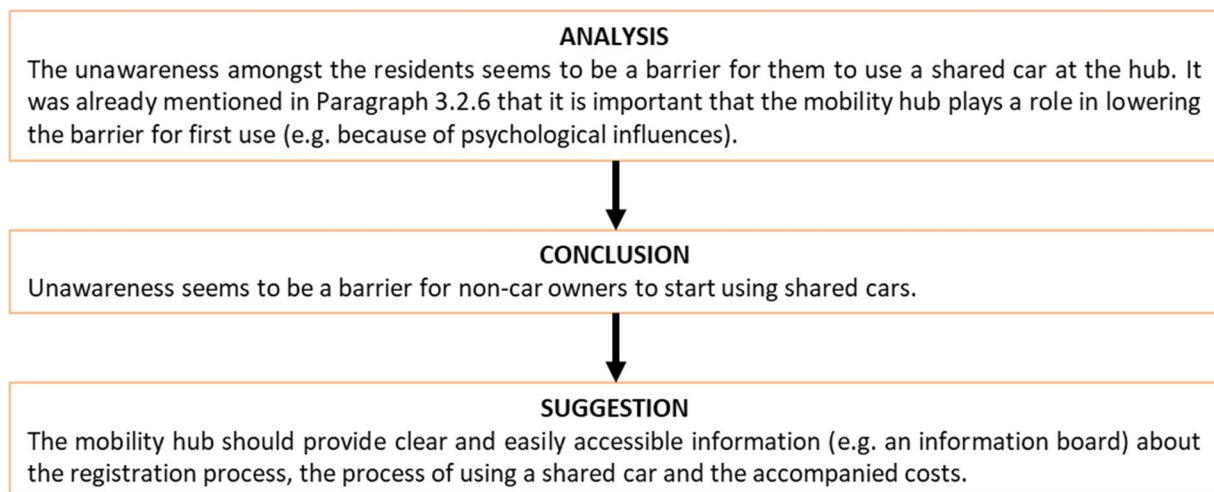 ANALYSIS
The unawareness amongst the residents seems to be a barrier for them to use a shared car at the hub. It
was already mentioned in Paragraph 3.2.6 that it is important that the mobility hub plays a role in lowering
the barrier for first use (e.g. because of psychological influences).
CONCLUSION
Unawareness seems to be a barrier for non-car owners to start using shared cars.
SUGGESTION
The mobility hub should provide clear and easily accessible information (e.g. an information board) about
the registration process, the process of using a shared car and the accompanied costs.